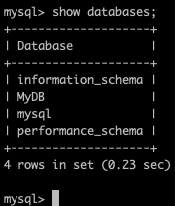 mysql> show databases;
+--------------------+
| Database           |
+--------------------+
| information_schema |
| MyDB               |
| mysql              |
| performance_schema |
+--------------------+
4 rows in set (0.23 sec)
mysql>